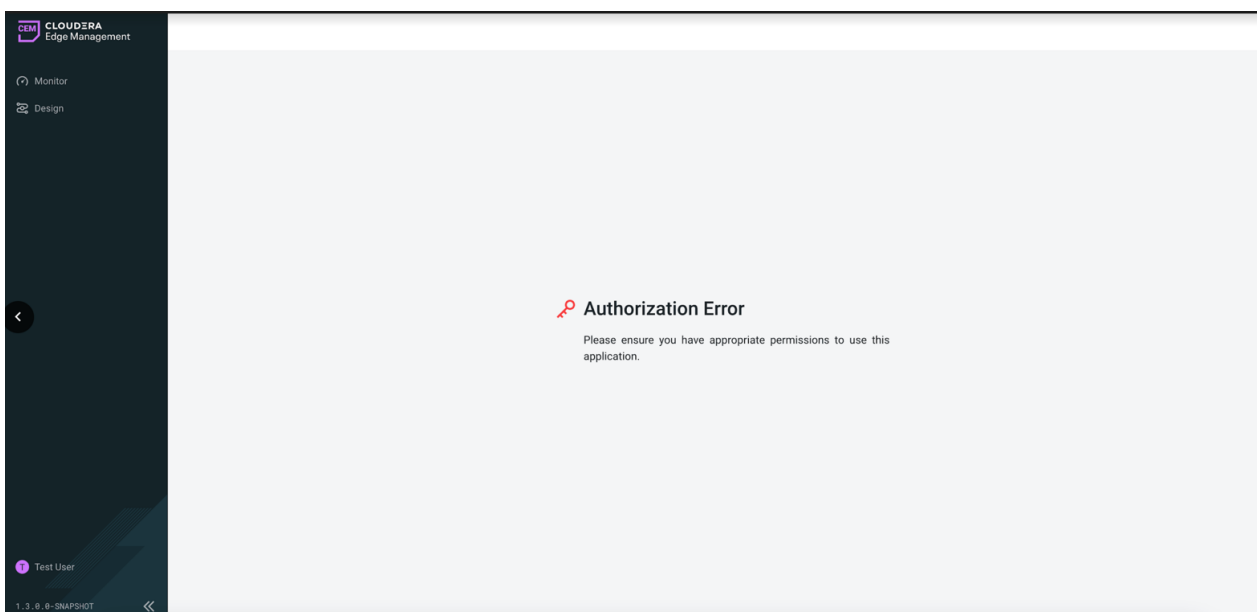 CEM CLOUDERA
Edge Management
Monitor
Design
Authorization Error
Please ensure you have appropriate permissions to use this
application.
T Test User
1.3.0.0-SNAPSHOT